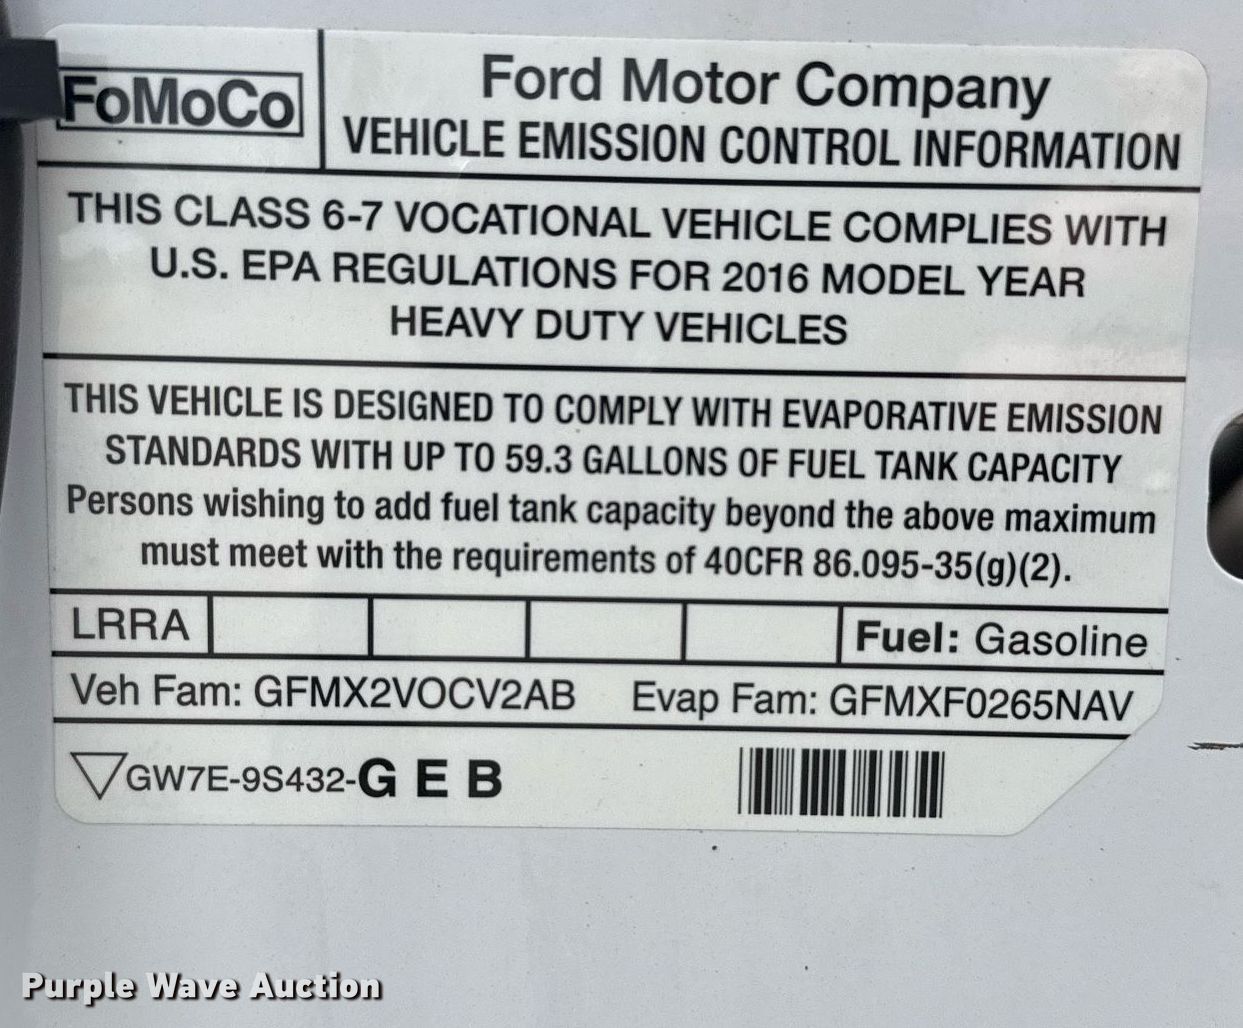 FoMoCo
Ford Motor Company
VEHICLE EMISSION CONTROL INFORMATION
THIS CLASS 6-7 VOCATIONAL VEHICLE COMPLIES WITH
U.S. EPA REGULATIONS FOR 2016 MODEL YEAR
HEAVY DUTY VEHICLES
THIS VEHICLE IS DESIGNED TO COMPLY WITH EVAPORATIVE EMISSION
STANDARDS WITH UP TO 59.3 GALLONS OF FUEL TANK CAPACITY
Persons wishing to add fuel tank capacity beyond the above maximum
must meet with the requirements of 40CFR 86.095-35(g)(2).
LRRA Fuel: Gasoline
Veh Fam: GFMX2VOCV2AB Evap Fam: GFMXF0265NAV
GW7E-9S432-G E B
Purple Wave Auction